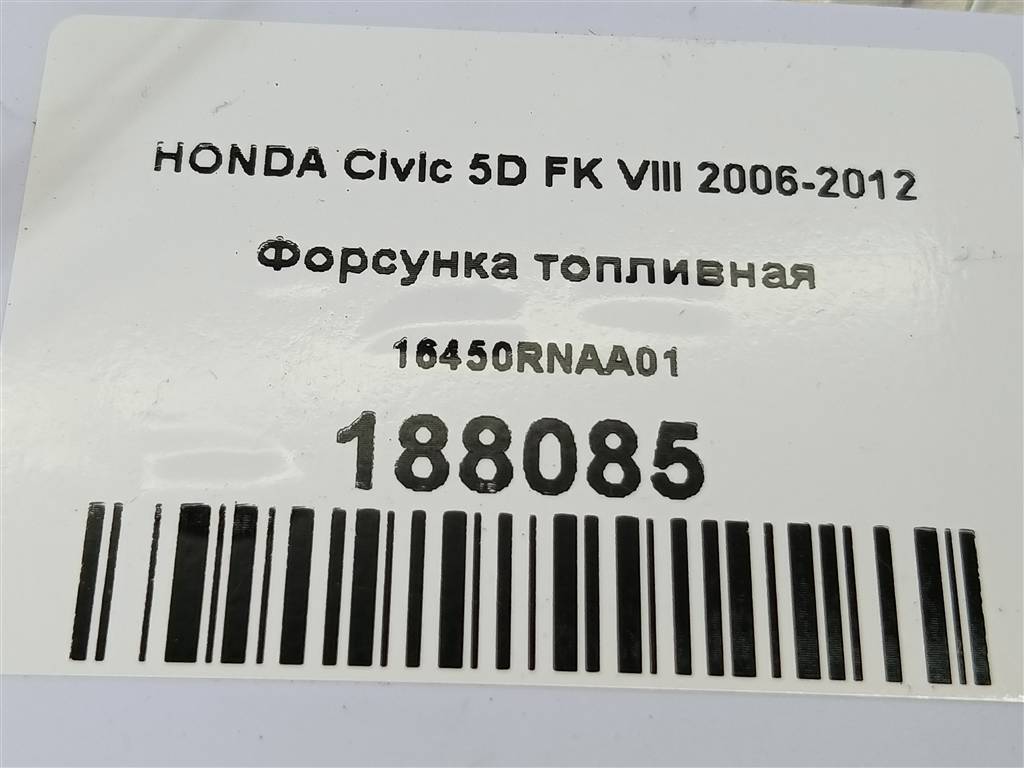 HONDA Civic 5D FK VIII 2006-2012
Форсунка топливная
16450RNAA01
188085